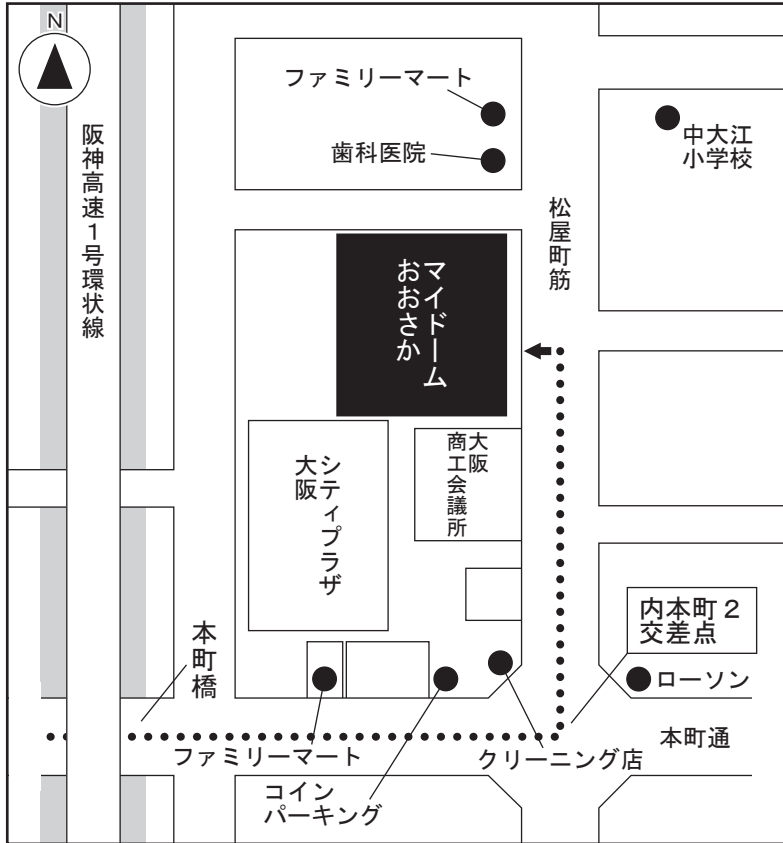 N
ファミリーマート
歯科医院
中大江
小学校
阪神高速1号環状線
松屋町筋
マイドーム
おおさか
大阪
商工会議所
シティプラザ
大阪
内本町2
交差点
本町橋
ローソン
本町通
ファミリーマート
クリーニング店
コイン
パーキング